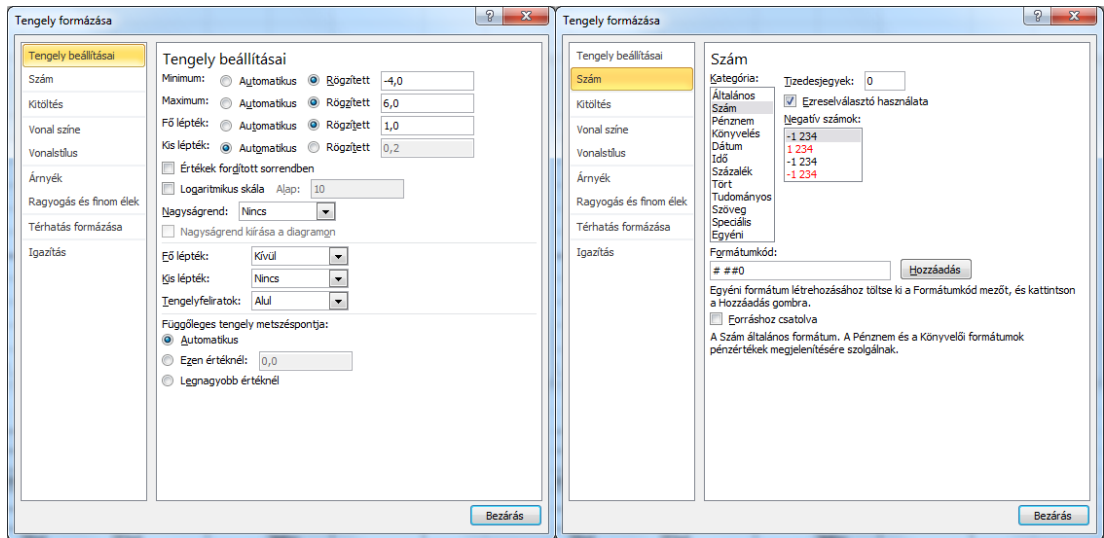 Tengely formázása
Tengely beállításai
Szám
Kitöltés
Vonal színe
Vonalstílus
Árnyék
Ragyogás és finom élek
Térhatás formázása
Igazítás
Tengely beállításai
Minimum: Automatikus Rögzített -4,0
Maximum: Automatikus Rögzített 6,0
Fő lépték: Automatikus Rögzített 1,0
Kis lépték: Automatikus Rögzített 0,2
Értékek fordított sorrendben
Logaritmikus skála Alap: 10
Nagyságrend: Nincs
Nagyságrend kiírása a diagramon
Fő lépték: Kívül
Kis lépték: Nincs
Tengelyfeliratok: Alul
Függőleges tengely metszéspontja:
Automatikus
Ezen értéknél: 0,0
Legnagyobb értéknél
Bezárás
Tengely formázása
Tengely beállításai
Szám
Kitöltés
Vonal színe
Vonalstílus
Árnyék
Ragyogás és finom élek
Térhatás formázása
Igazítás
Szám
Kategória:
Általános
Szám
Pénznem
Könyvelés
Dátum
Idő
Százalék
Tört
Tudományos
Szöveg
Speciális
Egyéni
Tizedesjegyek: 0
Ezreselválasztó használata
Negatív számok:
-1 234
1 234
-1 234
-1 234
Formátumkód:
# ##0 Hozzáadás
Egyéni formátum létrehozásához töltse ki a Formátumkód mezőt, és kattintson
a Hozzáadás gombra.
Forráshoz csatolva
A Szám általános formátum. A Pénznem és a Könyvelői formátumok
pénzértékek megjelenítésére szolgálnak.
Bezárás